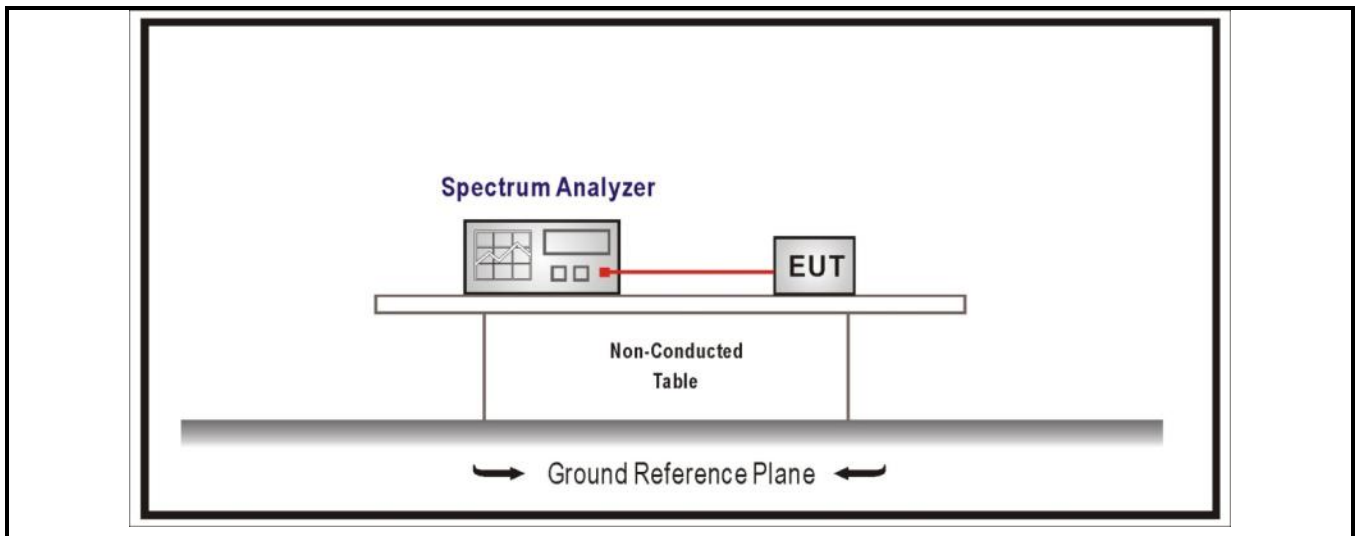 Spectrum Analyzer
EUT
Non-Conducted
Table
Ground Reference Plane